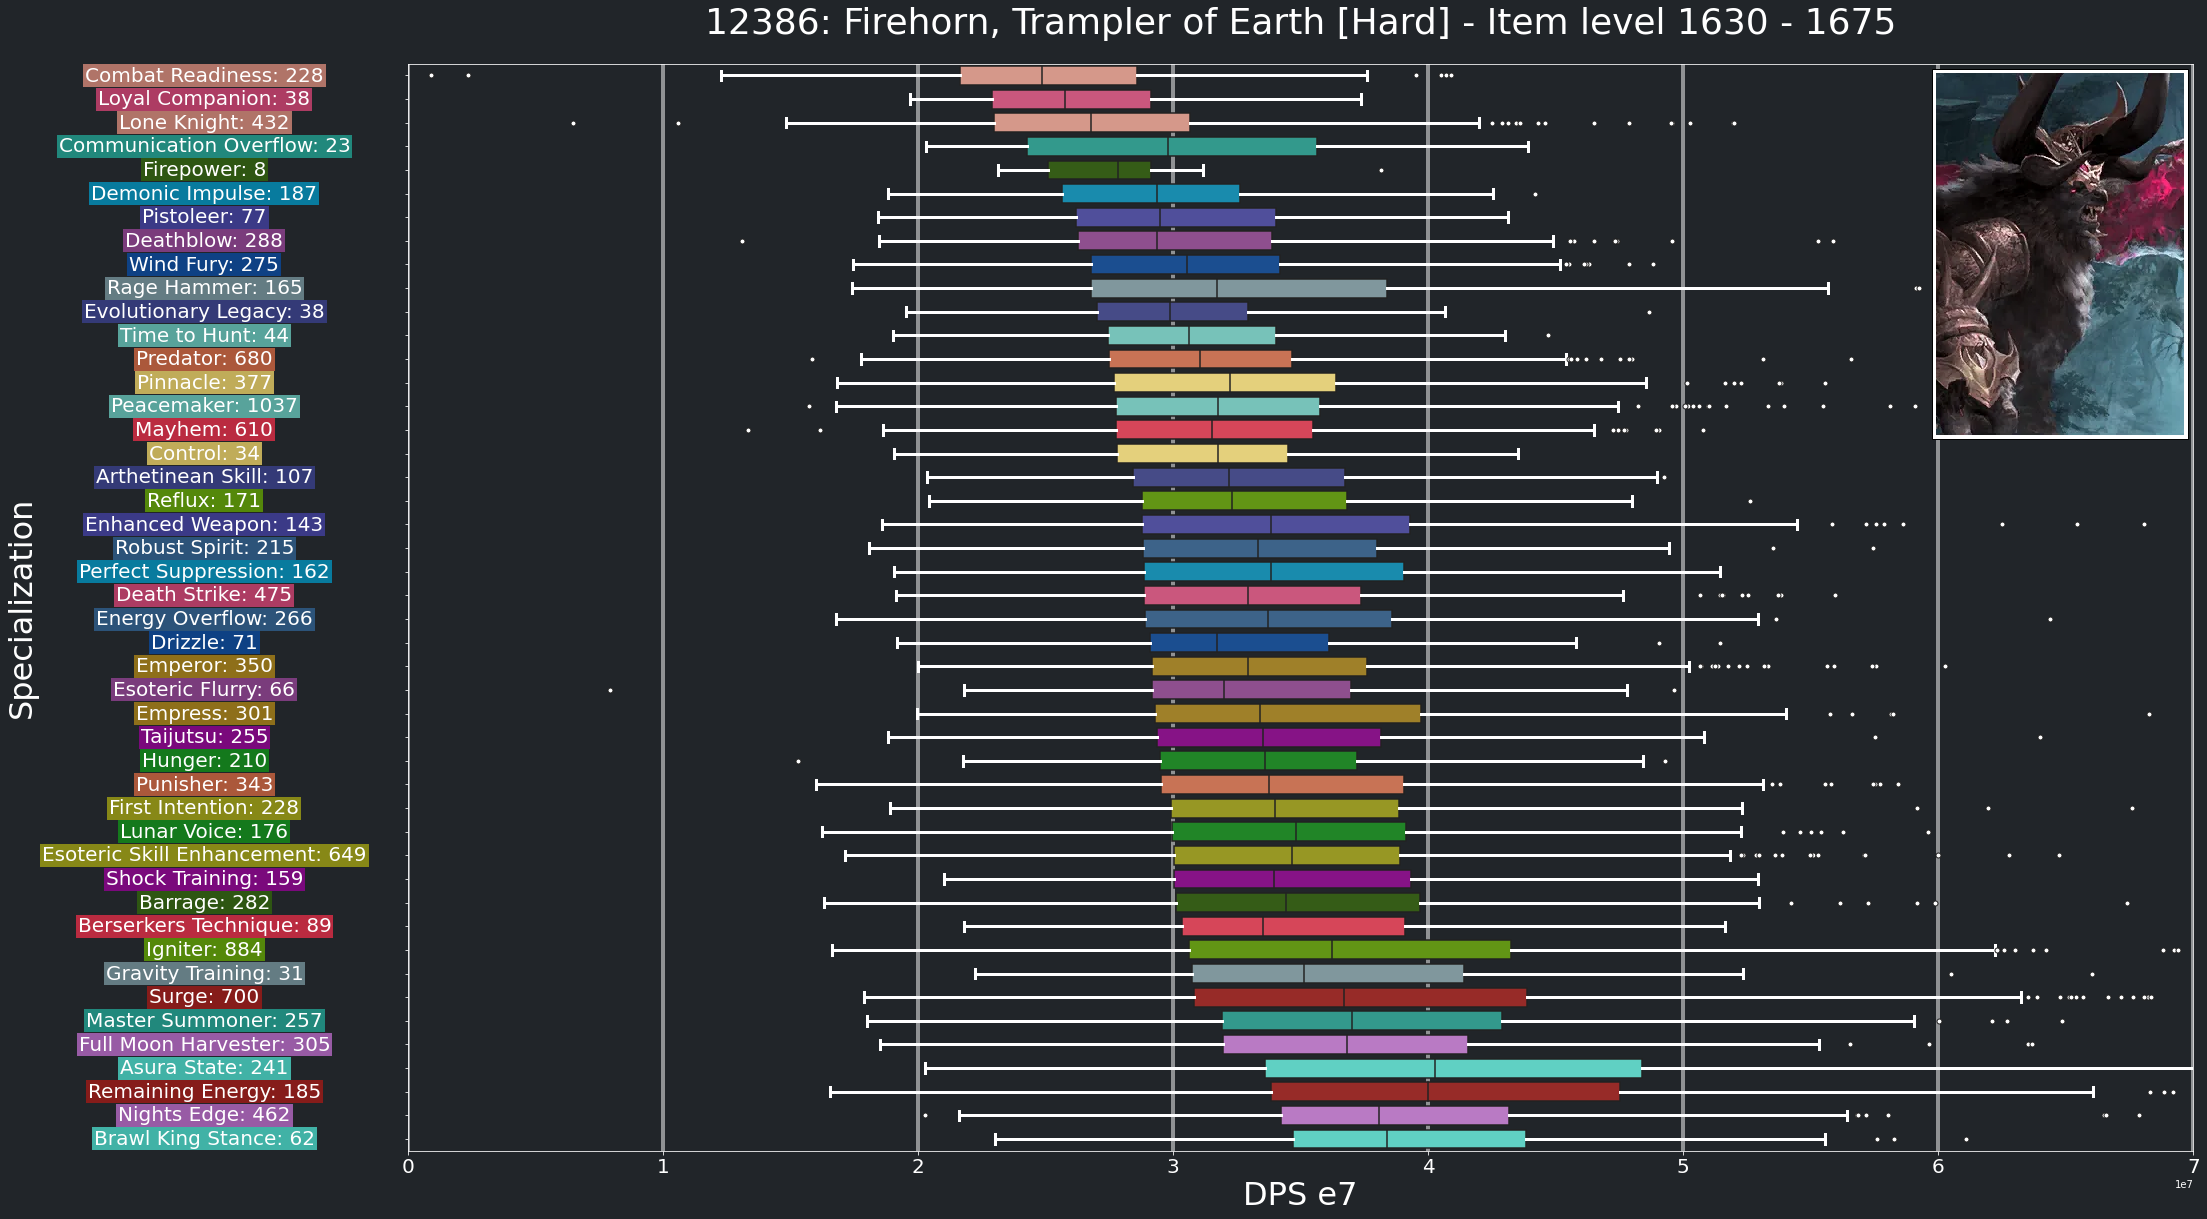 12386: Firehorn, Trampler of Earth [Hard] - Item level 1630 - 1675
Specialization
Combat Readiness: 228
Loyal Companion: 38
Lone Knight: 432
Communication Overflow: 23
Firepower: 8
Demonic Impulse: 187
Pistoleer: 77
Deathblow: 288
Wind Fury: 275
Rage Hammer: 165
Evolutionary Legacy: 38
Time to Hunt: 44
Predator: 680
Pinnacle: 377
Peacemaker: 1037
Mayhem: 610
Control: 34
Arthetinean Skill: 107
Reflux: 171
Enhanced Weapon: 143
Robust Spirit: 215
Perfect Suppression: 162
Death Strike: 475
Energy Overflow: 266
Drizzle: 71
Emperor: 350
Esoteric Flurry: 66
Empress: 301
Taijutsu: 255
Hunger: 210
Punisher: 343
First Intention: 228
Lunar Voice: 176
Esoteric Skill Enhancement: 649
Shock Training: 159
Barrage: 282
Berserkers Technique: 89
Igniter: 884
Gravity Training: 31
Surge: 700
Master Summoner: 257
Full Moon Harvester: 305
Asura State: 241
Remaining Energy: 185
Nights Edge: 462
Brawl King Stance: 62
0 1 2 3 4 5 6 7
1e7
DPS e7